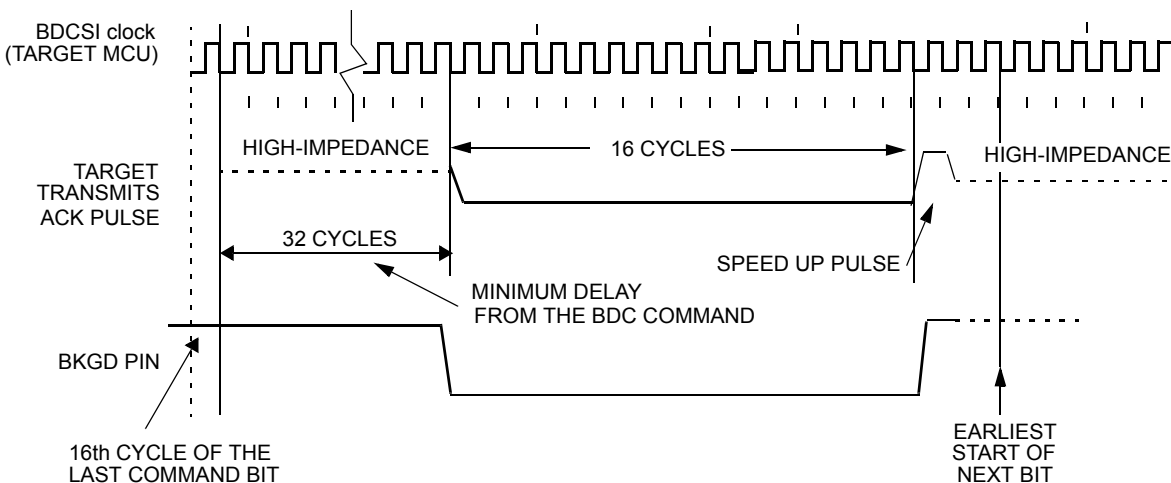 BDCSI clock
(TARGET MCU)
HIGH-IMPEDANCE
16 CYCLES
HIGH-IMPEDANCE
TARGET
TRANSMITS
ACK PULSE
32 CYCLES
SPEED UP PULSE
MINIMUM DELAY
FROM THE BDC COMMAND
BKGD PIN
16th CYCLE OF THE
LAST COMMAND BIT
EARLIEST
START OF
NEXT BIT